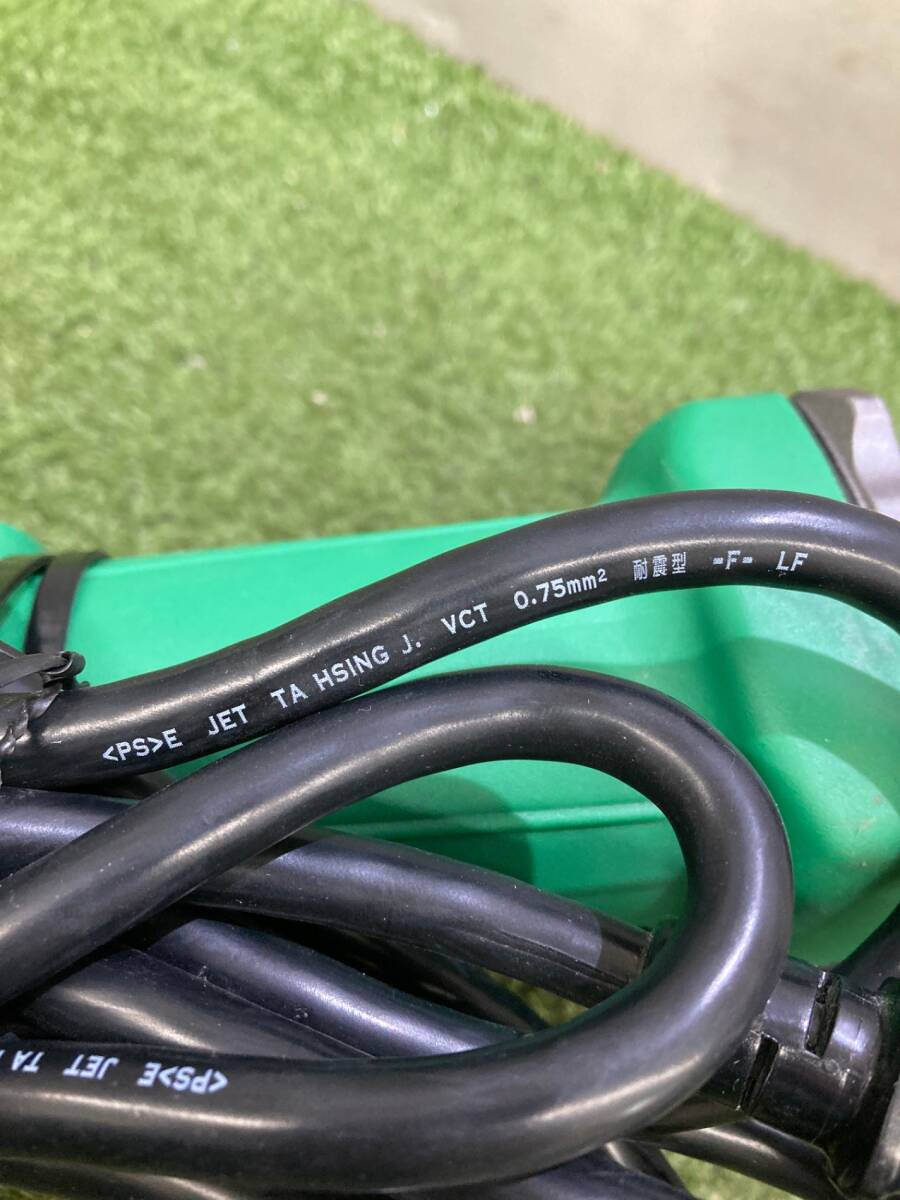 <PS>E JET TA HSING J. VCT 0.75mm² 耐震型 -F- LF
<PS>E JET TA